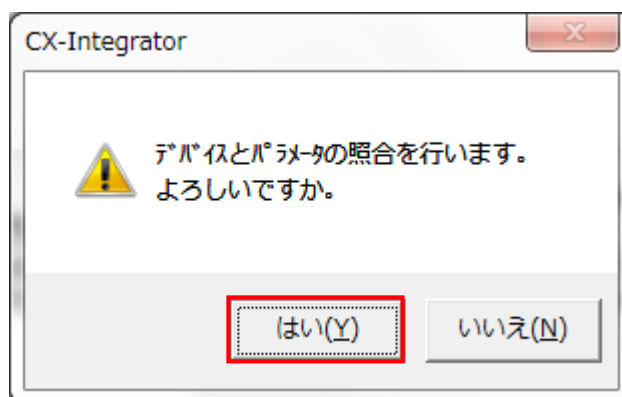 CX-Integrator
ﾃﾞﾊﾞｲｽとﾊﾟﾗﾒｰﾀの照合を行います。
よろしいですか。
はい(Y)
いいえ(N)